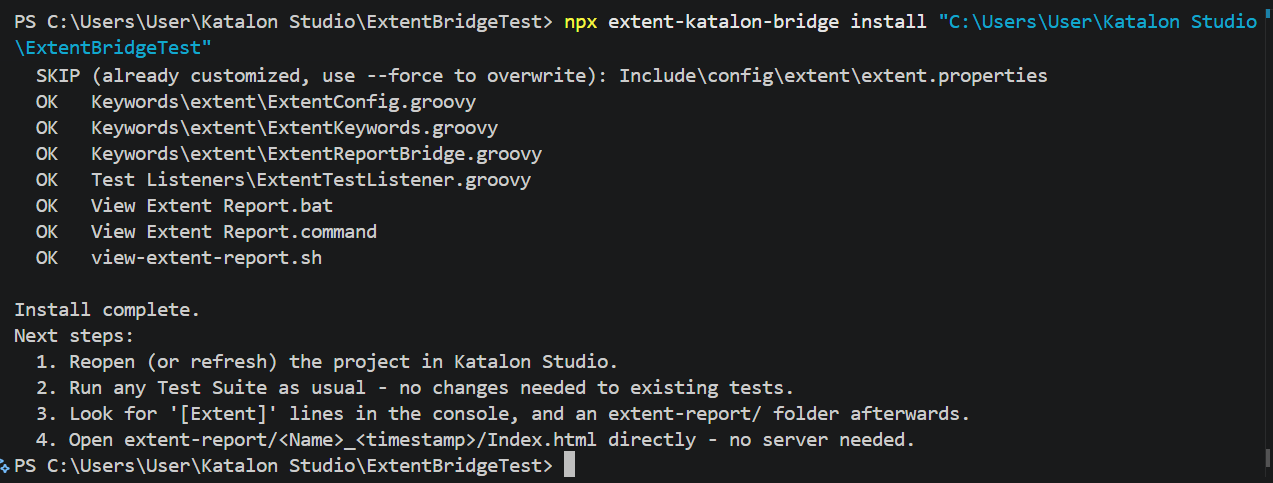 PS C:\Users\User\Katalon Studio\ExtentBridgeTest> npx extent-katalon-bridge install "C:\Users\User\Katalon Studio
\ExtentBridgeTest"
SKIP (already customized, use --force to overwrite): Include\config\extent\extent.properties
OK Keywords\extent\ExtentConfig.groovy
OK Keywords\extent\ExtentKeywords.groovy
OK Keywords\extent\ExtentReportBridge.groovy
OK Test Listeners\ExtentTestListener.groovy
OK View Extent Report.bat
OK View Extent Report.command
OK view-extent-report.sh
Install complete.
Next steps:
1. Reopen (or refresh) the project in Katalon Studio.
2. Run any Test Suite as usual - no changes needed to existing tests.
3. Look for '[Extent]' lines in the console, and an extent-report/ folder afterwards.
4. Open extent-report/<Name>_<timestamp>/Index.html directly - no server needed.
PS C:\Users\User\Katalon Studio\ExtentBridgeTest>